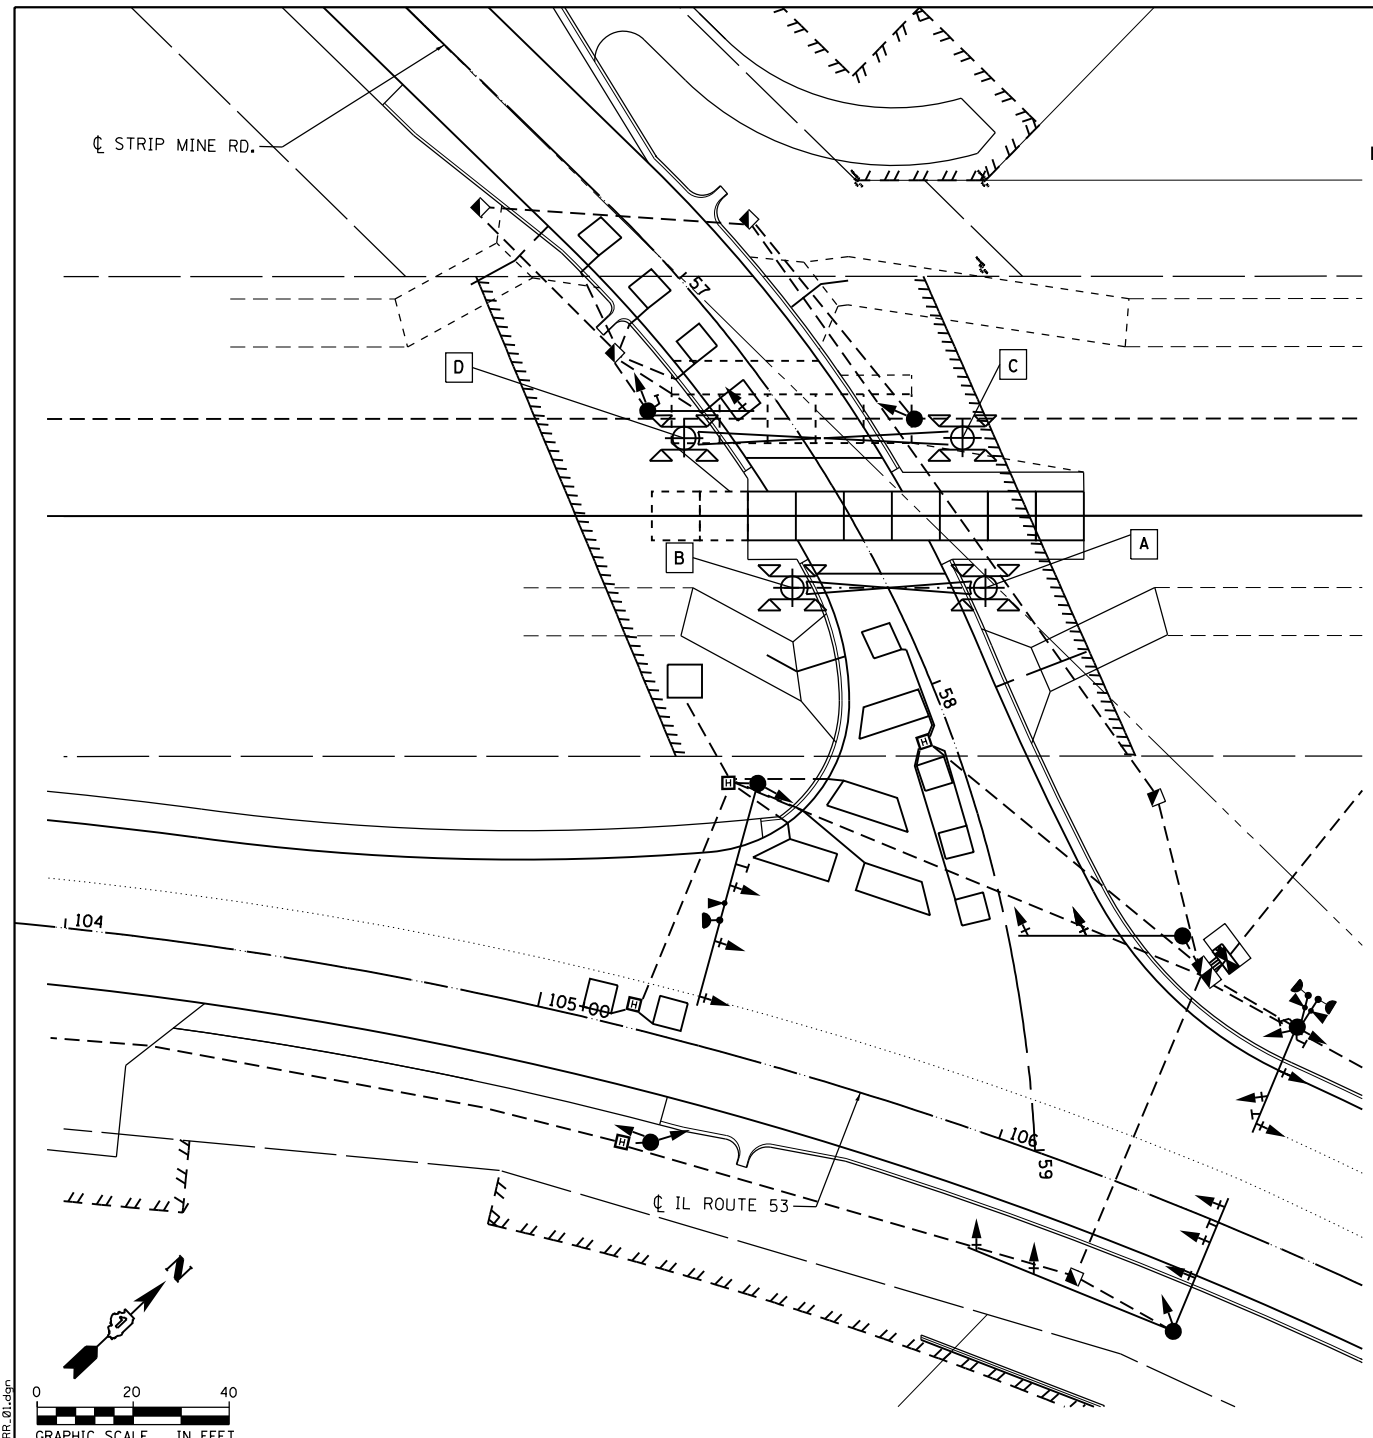 ℄ STRIP MINE RD.
57
D
C
B
A
58
H
H
104
105+00
H
106
59
H
℄ IL ROUTE 53
N
0 20 40
GRAPHIC SCALE IN FEET
RR_01.dgn